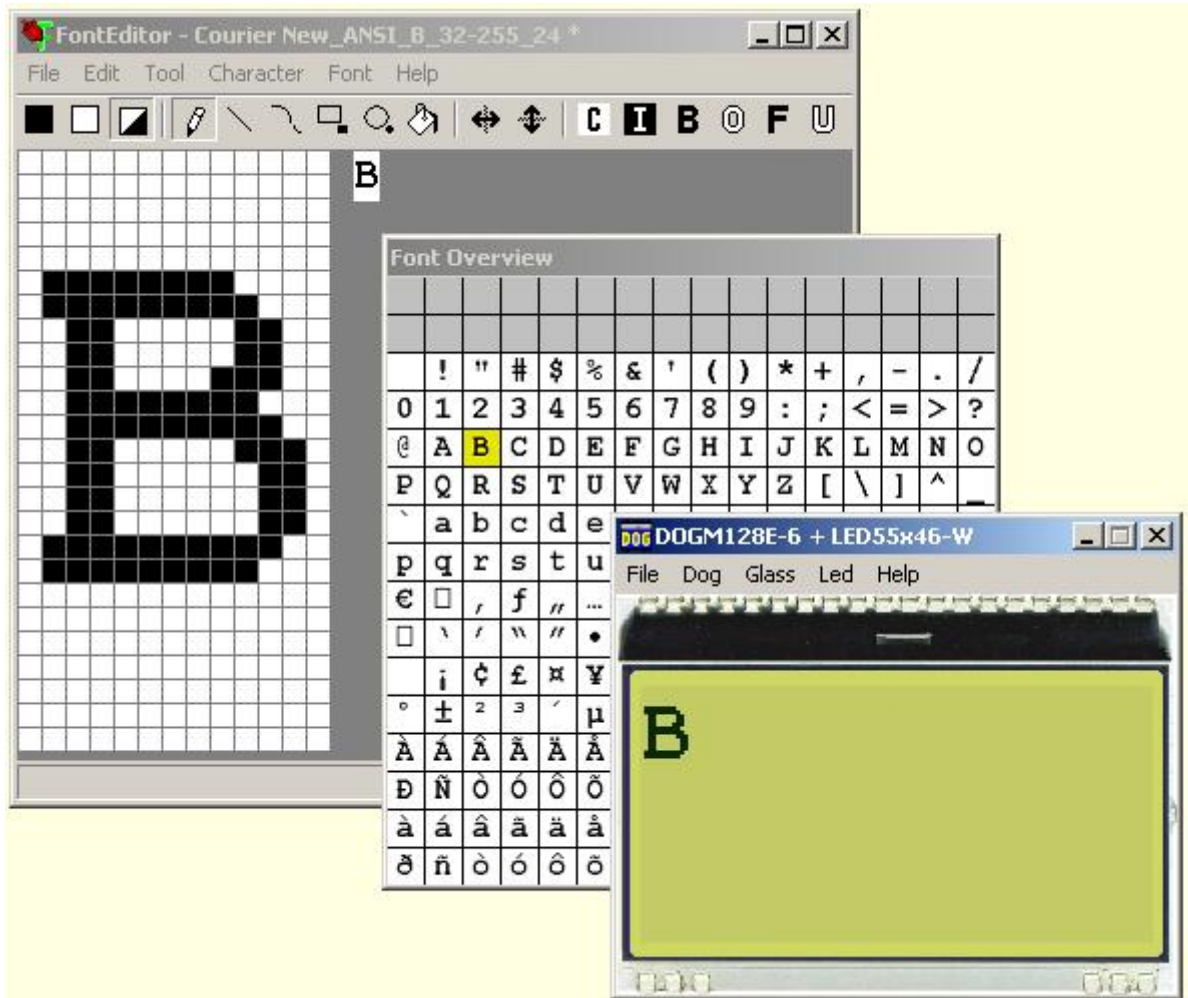 FontEditor - Courier New_ANSI_B_32-255_24 *
File Edit Tool Character Font Help
C I B O F U
B
Font Overview
! " # $ % & ' ( ) * + , - . /
0 1 2 3 4 5 6 7 8 9 : ; < = > ?
@ A B C D E F G H I J K L M N O
P Q R S T U V W X Y Z [ \ ] ^ _
` a b c d e
p q r s t u
€ □ ‚ ƒ „ …
□ ‘ ’ “ ” •
¡ ¢ £ ¤ ¥
° ± ² ³ ´ µ
À Á Â Ã Ä Å
Ð Ñ Ò Ó Ô Õ
à á â ã ä å
ð ñ ò ó ô õ
DOG DOGM128E-6 + LED55x46-W
File Dog Glass Led Help
B